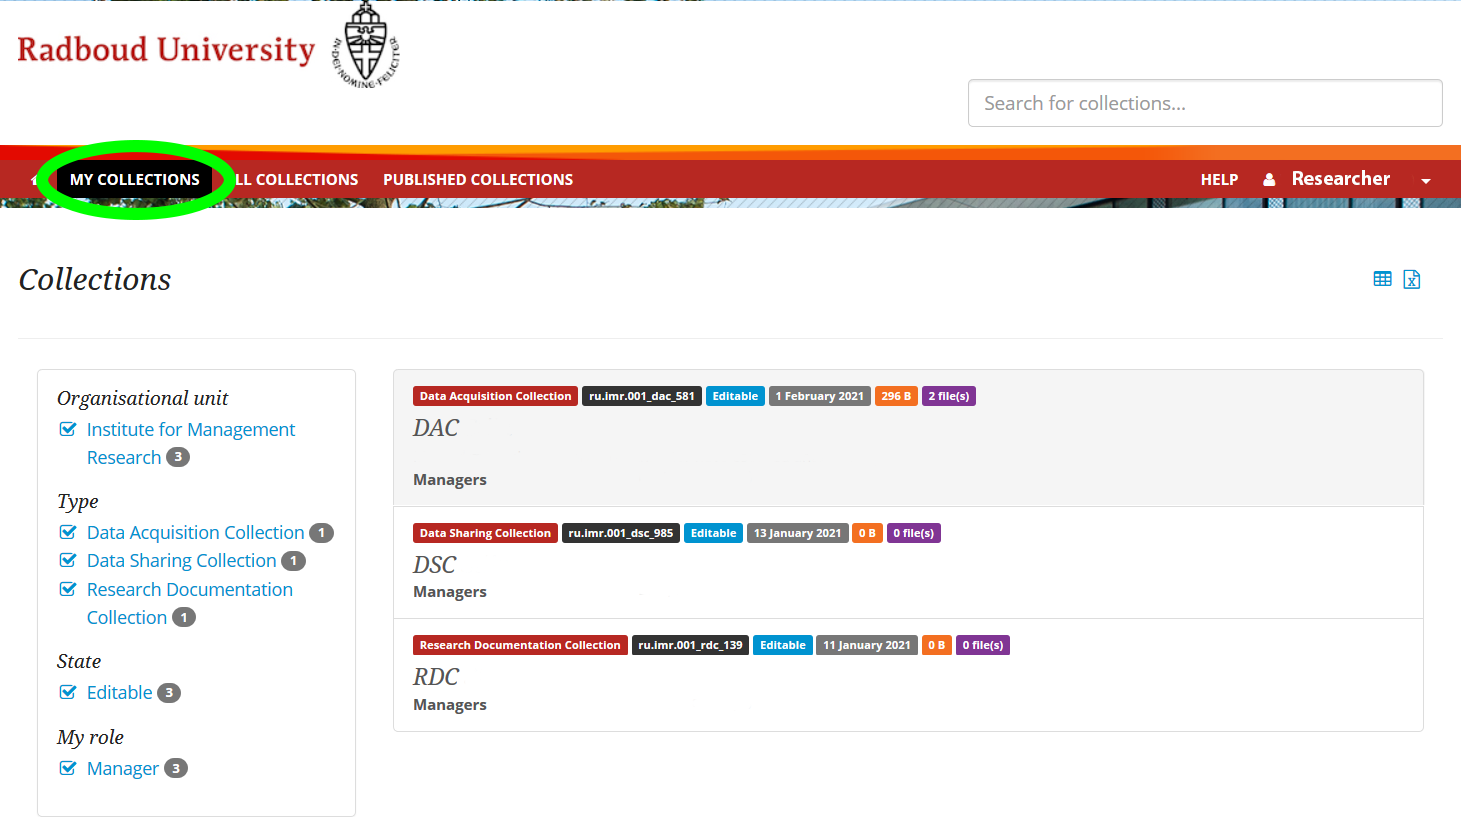 Radboud University
IN·DEI·NOMINE·FELICITER
Search for collections...
MY COLLECTIONS
LL COLLECTIONS
PUBLISHED COLLECTIONS
HELP
Researcher
Collections
Organisational unit
Institute for Management
Research 3
Type
Data Acquisition Collection 1
Data Sharing Collection 1
Research Documentation
Collection 1
State
Editable 3
My role
Manager 3
Data Acquisition Collection ru.imr.001_dac_581 Editable 1 February 2021 296 B 2 file(s)
DAC
Managers
Data Sharing Collection ru.imr.001_dsc_985 Editable 13 January 2021 0 B 0 file(s)
DSC
Managers
Research Documentation Collection ru.imr.001_rdc_139 Editable 11 January 2021 0 B 0 file(s)
RDC
Managers